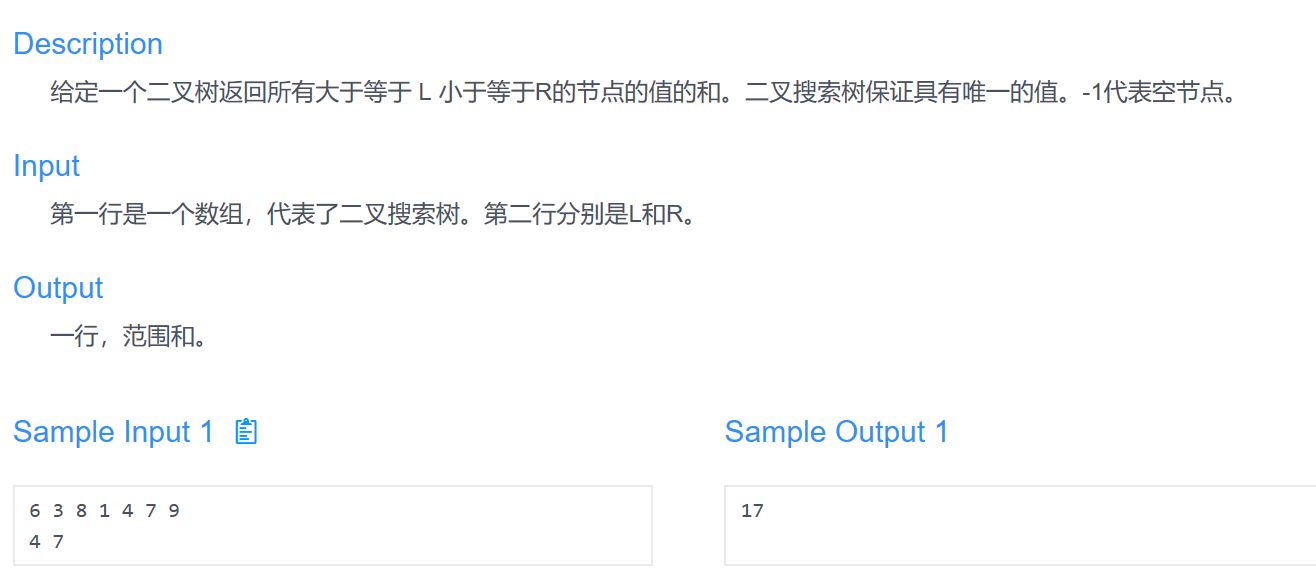 Description
给定一个二叉树返回所有大于等于 L 小于等于R的节点的值的和。二叉搜索树保证具有唯一的值。-1代表空节点。
Input
第一行是一个数组，代表了二叉搜索树。第二行分别是L和R。
Output
一行，范围和。
Sample Input 1
6 3 8 1 4 7 9
4 7
Sample Output 1
17